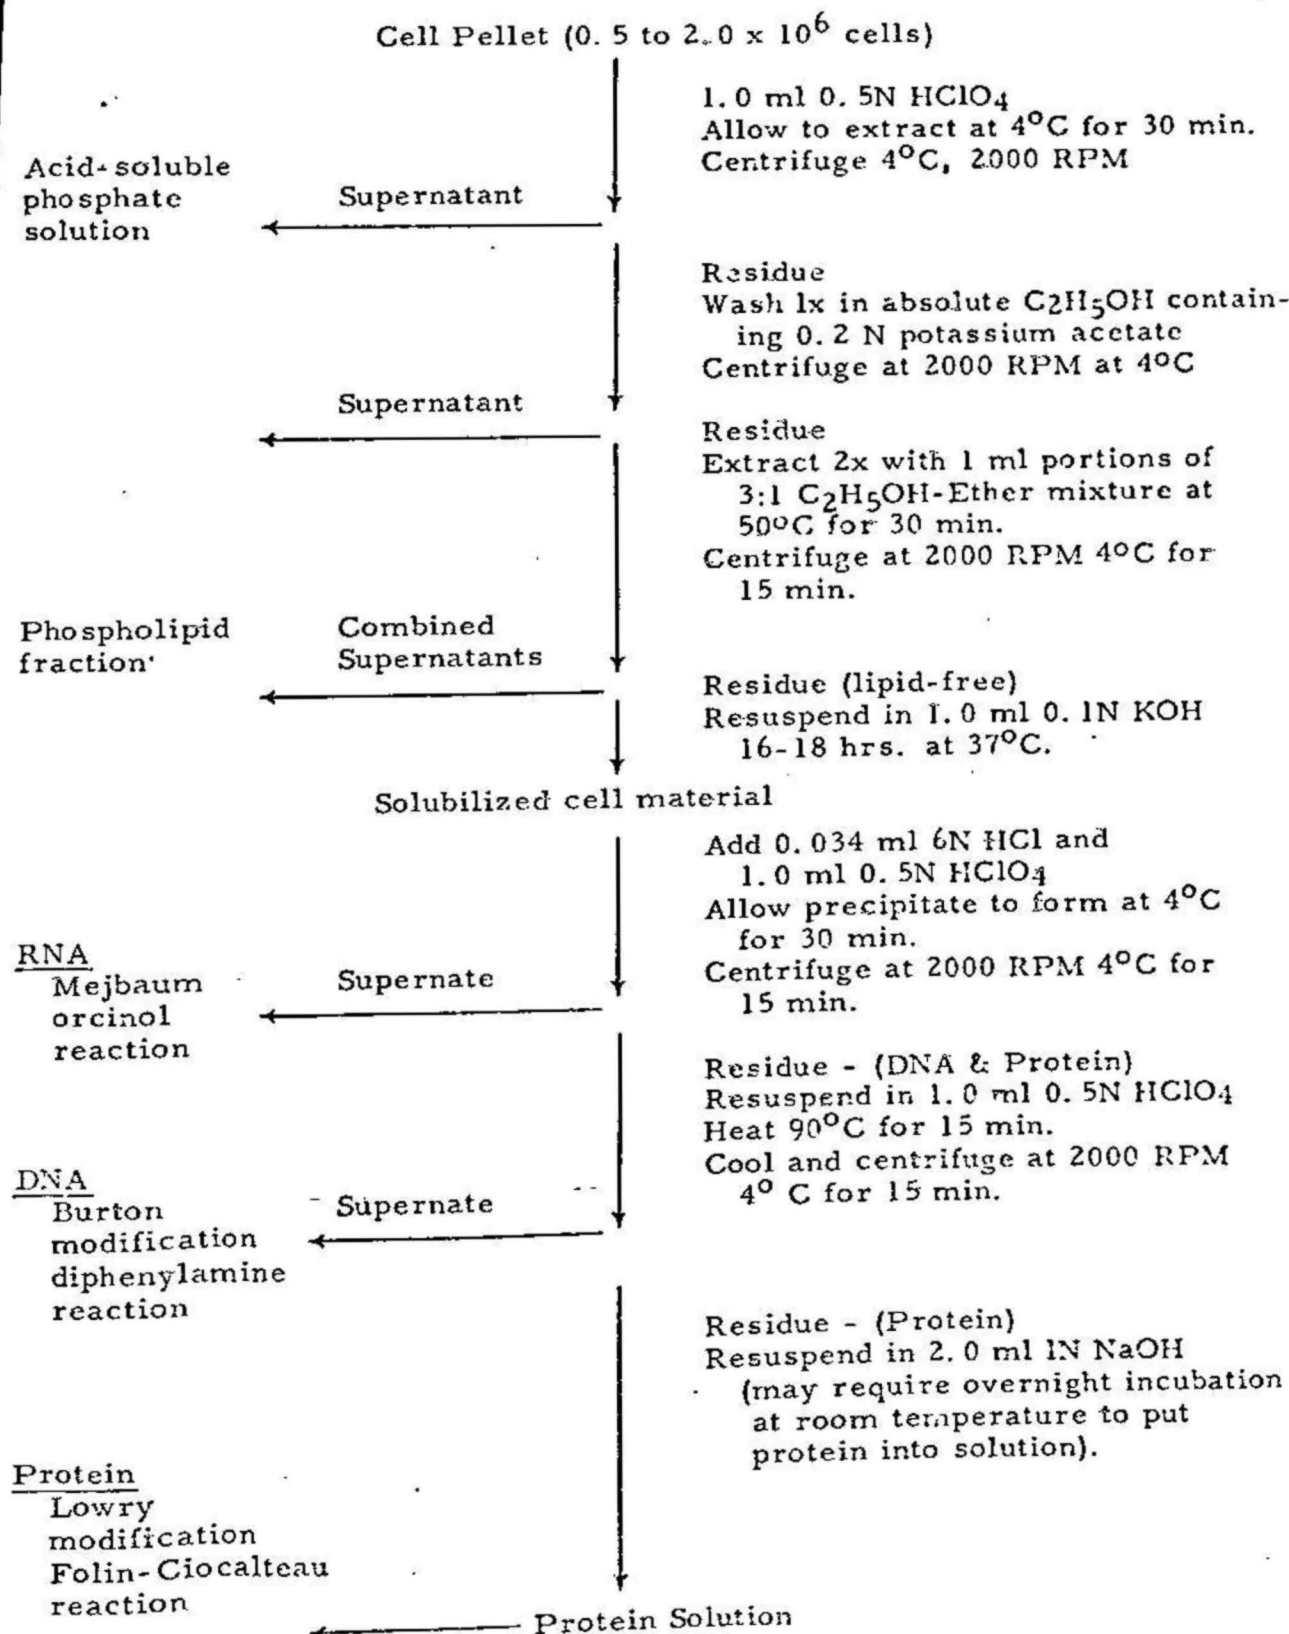 Cell Pellet (0.5 to 2.0 x 10⁶ cells)
1.0 ml 0.5N HClO₄
Allow to extract at 4°C for 30 min.
Centrifuge 4°C, 2000 RPM
Acid-soluble
phosphate
solution
Supernatant
Residue
Wash 1x in absolute C₂H₅OH contain-
ing 0.2 N potassium acetate
Centrifuge at 2000 RPM at 4°C
Supernatant
Residue
Extract 2x with 1 ml portions of
3:1 C₂H₅OH-Ether mixture at
50°C for 30 min.
Centrifuge at 2000 RPM 4°C for
15 min.
Phospholipid
fraction
Combined
Supernatants
Residue (lipid-free)
Resuspend in 1.0 ml 0.1N KOH
16-18 hrs. at 37°C.
Solubilized cell material
Add 0.034 ml 6N HCl and
1.0 ml 0.5N HClO₄
Allow precipitate to form at 4°C
for 30 min.
Centrifuge at 2000 RPM 4°C for
15 min.
RNA
Mejbaum
orcinol
reaction
Supernate
Residue - (DNA & Protein)
Resuspend in 1.0 ml 0.5N HClO₄
Heat 90°C for 15 min.
Cool and centrifuge at 2000 RPM
4° C for 15 min.
DNA
Burton
modification
diphenylamine
reaction
Supernate
Residue - (Protein)
Resuspend in 2.0 ml 1N NaOH
(may require overnight incubation
at room temperature to put
protein into solution).
Protein
Lowry
modification
Folin-Ciocalteau
reaction
Protein Solution